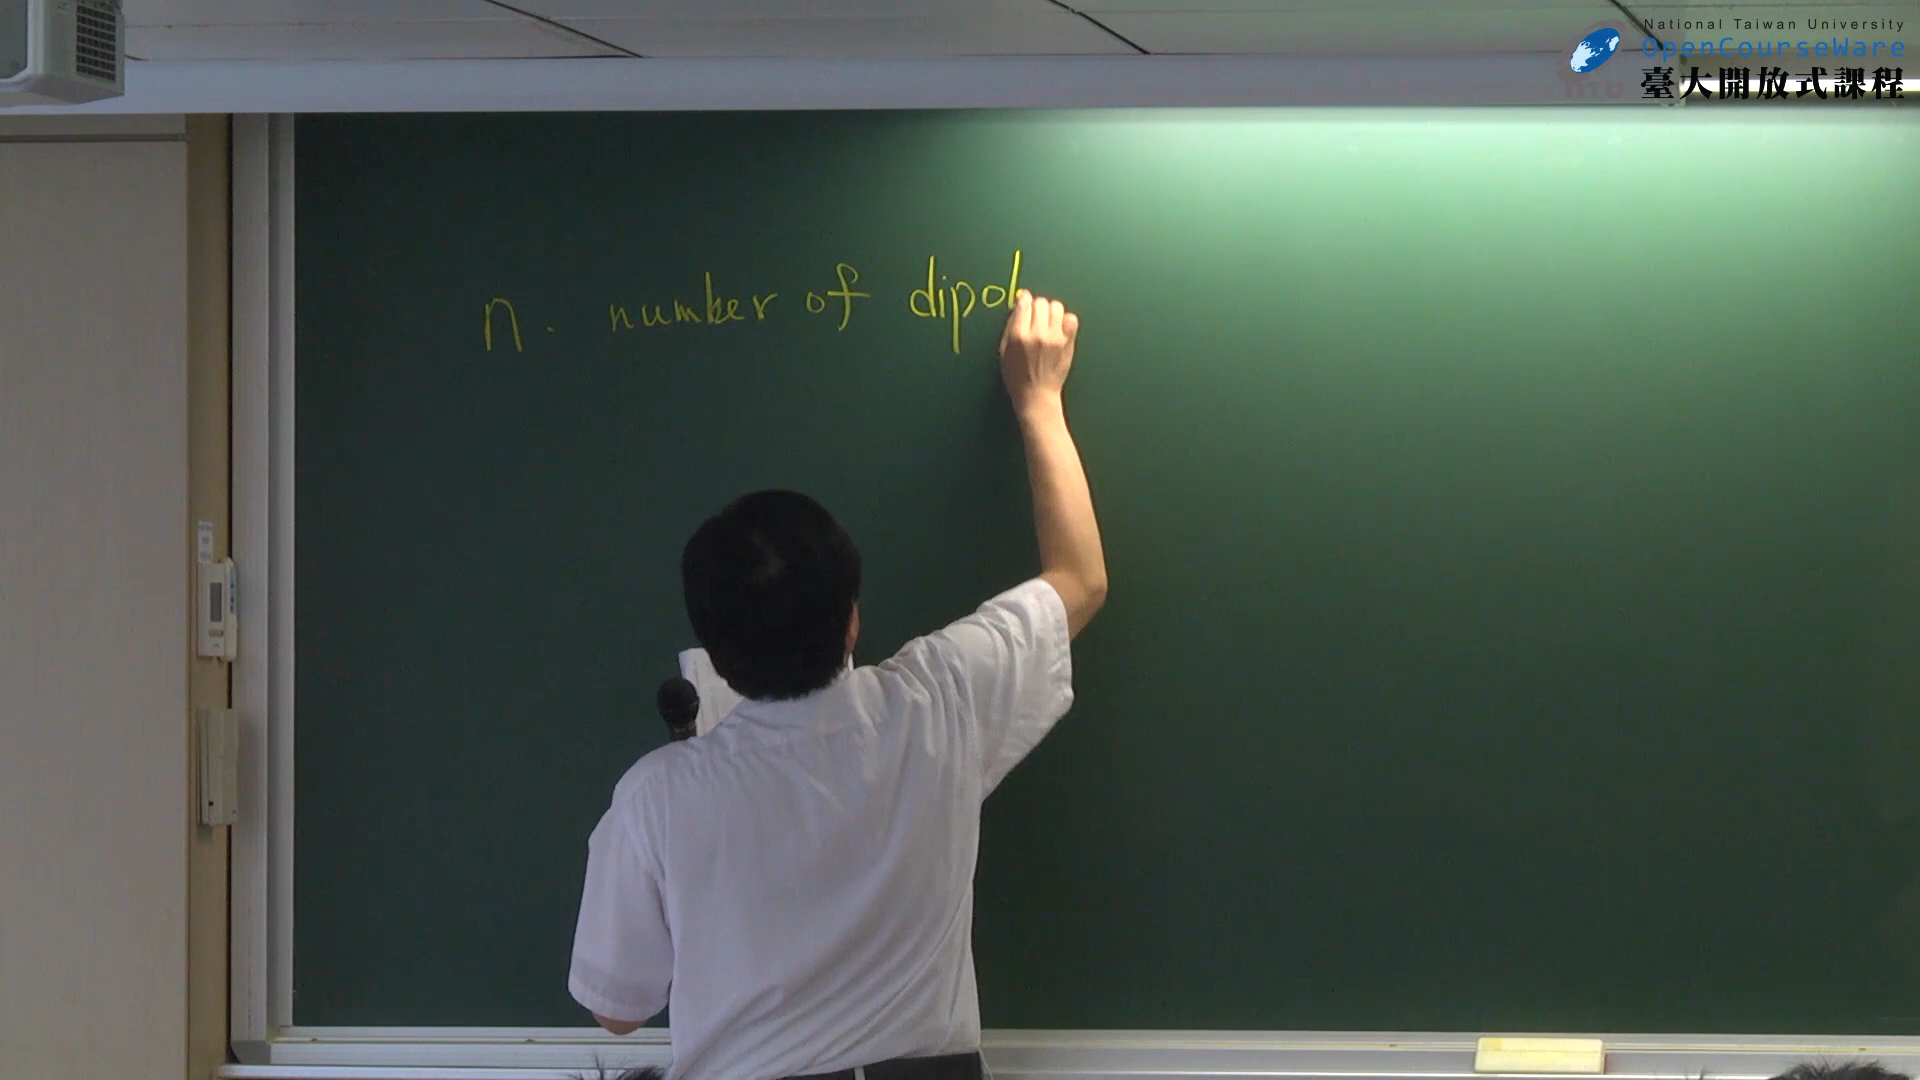 National Taiwan University
OpenCourseWare
臺大開放式課程
n. number of dipol